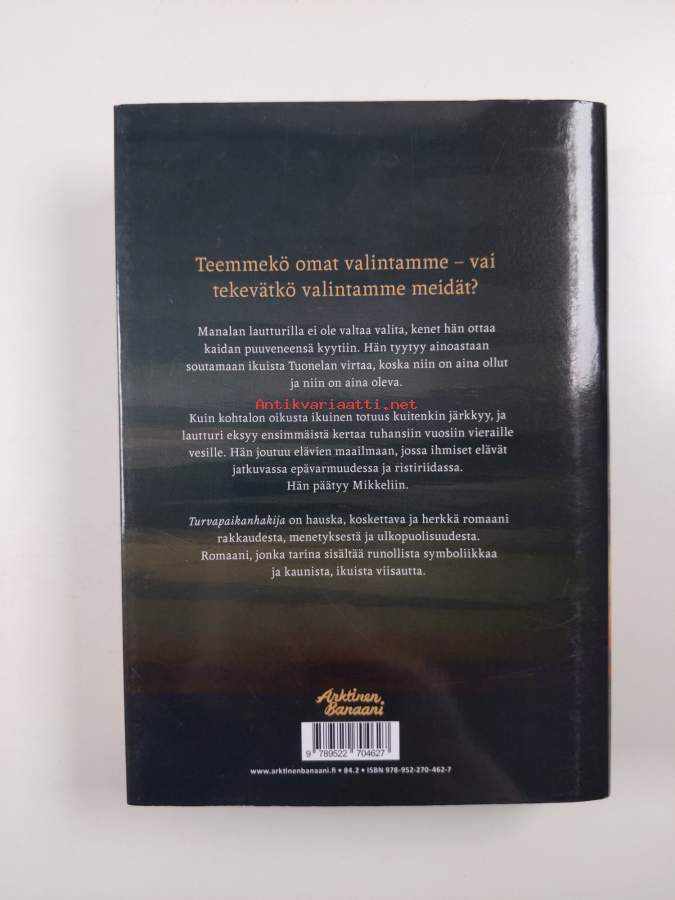 Teemmekö omat valintamme – vai
tekevätkö valintamme meidät?
Manalan lautturilla ei ole valtaa valita, kenet hän ottaa
kaidan puuveneensä kyytiin. Hän tyytyy ainoastaan
soutamaan ikuista Tuonelan virtaa, koska niin on aina ollut
ja niin on aina oleva.
Antikvariaatti.net
Kuin kohtalon oikusta ikuinen totuus kuitenkin järkkyy, ja
lautturi eksyy ensimmäistä kertaa tuhansiin vuosiin vieraille
vesille. Hän joutuu elävien maailmaan, jossa ihmiset elävät
jatkuvassa epävarmuudessa ja ristiriidassa.
Hän päätyy Mikkeliin.
Turvapaikanhakija on hauska, koskettava ja herkkä romaani
rakkaudesta, menetyksestä ja ulkopuolisuudesta.
Romaani, jonka tarina sisältää runollista symboliikkaa
ja kaunista, ikuista viisautta.
Arktinen
Banaani
9 789522 704627
www.arktinenbanaani.fi • 84.2 • ISBN 978-952-270-462-7